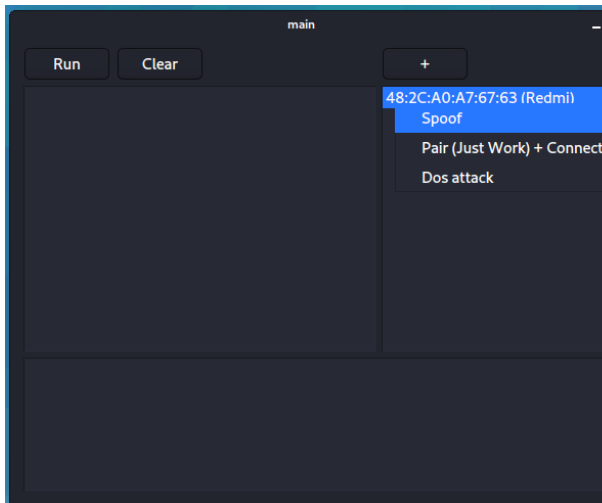 main
Run
Clear
+
48:2C:A0:A7:67:63 (Redmi)
Spoof
Pair (Just Work) + Connect
Dos attack